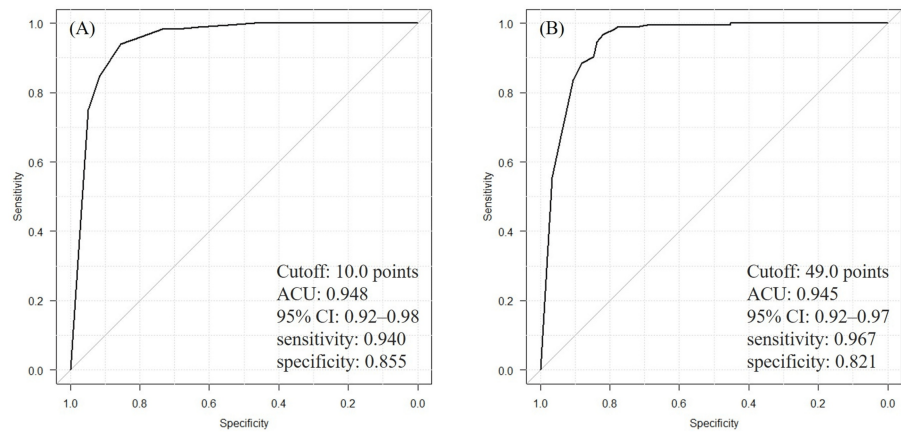 (A)
1.0
0.8
0.6
0.4
0.2
0.0
Sensitivity
Cutoff: 10.0 points
ACU: 0.948
95% CI: 0.92–0.98
sensitivity: 0.940
specificity: 0.855
1.0 0.8 0.6 0.4 0.2 0.0
Specificity
(B)
1.0
0.8
0.6
0.4
0.2
0.0
Sensitivity
Cutoff: 49.0 points
ACU: 0.945
95% CI: 0.92–0.97
sensitivity: 0.967
specificity: 0.821
1.0 0.8 0.6 0.4 0.2 0.0
Specificity